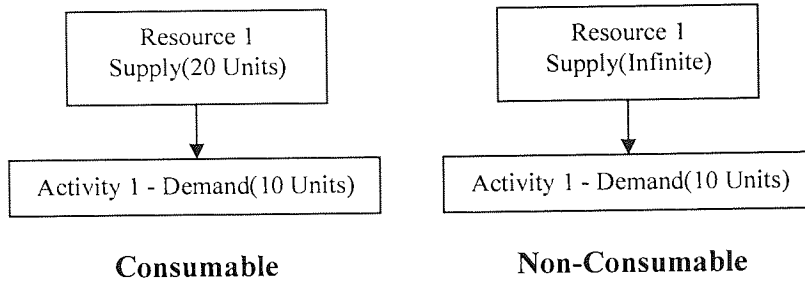 Resource 1
Supply(20 Units)
Activity 1 - Demand(10 Units)
Consumable
Resource 1
Supply(Infinite)
Activity 1 - Demand(10 Units)
Non-Consumable